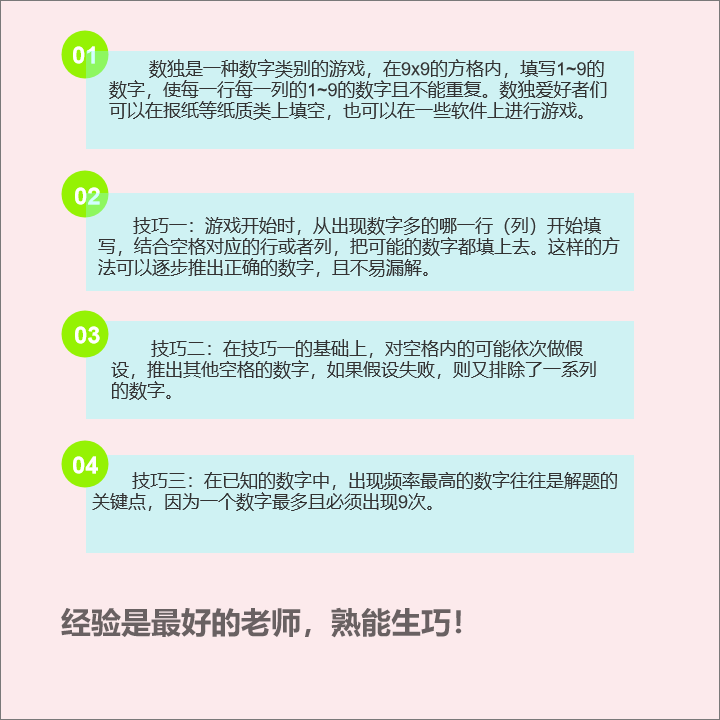 01
数独是一种数字类别的游戏，在9x9的方格内，填写1~9的
数字，使每一行每一列的1~9的数字且不能重复。数独爱好者们
可以在报纸等纸质类上填空，也可以在一些软件上进行游戏。
02
技巧一：游戏开始时，从出现数字多的哪一行（列）开始填
写，结合空格对应的行或者列，把可能的数字都填上去。这样的方
法可以逐步推出正确的数字，且不易漏解。
03
技巧二：在技巧一的基础上，对空格内的可能依次做假
设，推出其他空格的数字，如果假设失败，则又排除了一系列
的数字。
04
技巧三：在已知的数字中，出现频率最高的数字往往是解题的
关键点，因为一个数字最多且必须出现9次。
经验是最好的老师，熟能生巧！